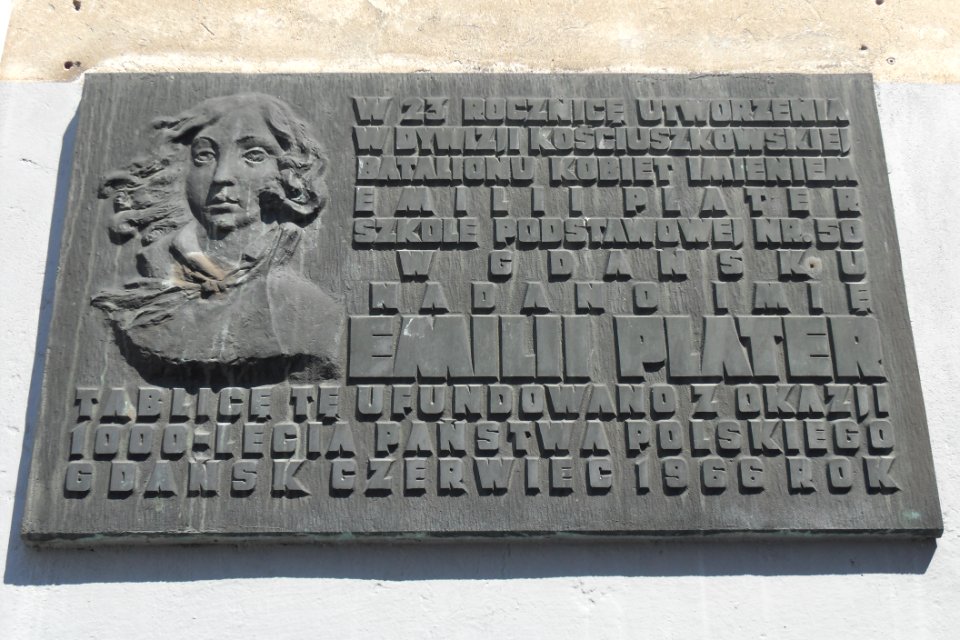 W 23 ROCZNICĘ UTWORZENIA
W DYWIZJI KOŚCIUSZKOWSKIEJ,
BATALIONU KOBIET IMIENIEM
EMILII PLATER
SZKOLE PODSTAWOWEJ, NR. 50
W GDAŃSKU
NADANO IMIĘ
EMILII PLATER
TABLICĘ TĘ UFUNDOWANO Z OKAZJI
1000-LECIA PAŃSTWA POLSKIEGO
GDAŃSK CZERWIEC 1966 ROK